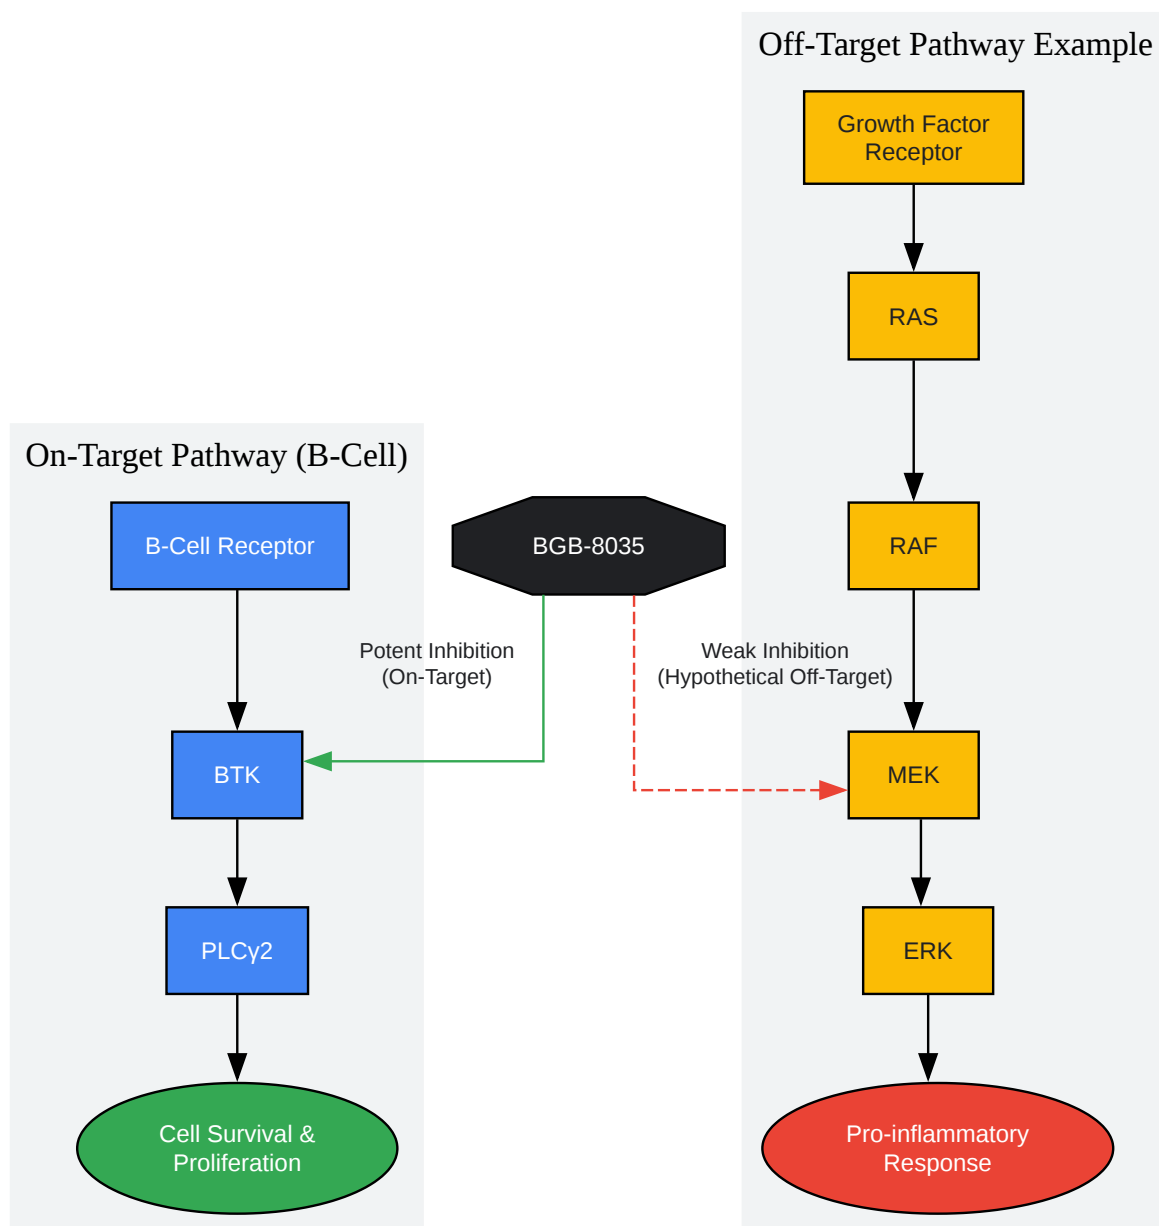 Off-Target Pathway Example
Growth Factor
Receptor
RAS
On-Target Pathway (B-Cell)
B-Cell Receptor
BGB-8035
RAF
Potent Inhibition
(On-Target)
Weak Inhibition
(Hypothetical Off-Target)
BTK
MEK
PLCγ2
ERK
Cell Survival &
Proliferation
Pro-inflammatory
Response